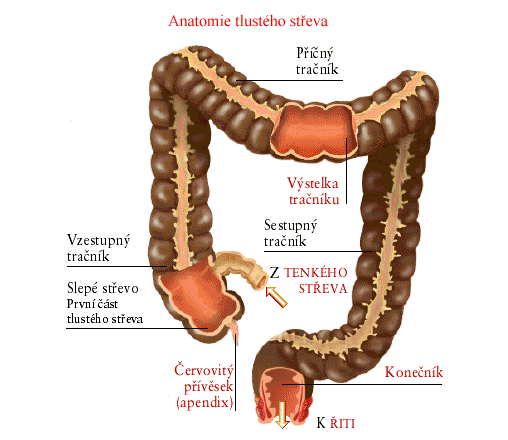 Anatomie tlustého střeva
Příčný
tračník
Výstelka
tračníku
Sestupný
tračník
Vzestupný
tračník
Z TENKÉHO
STŘEVA
Slepé střevo
První část
tlustého střeva
Červovitý
přívěsek
(apendix)
Konečník
K ŘITI